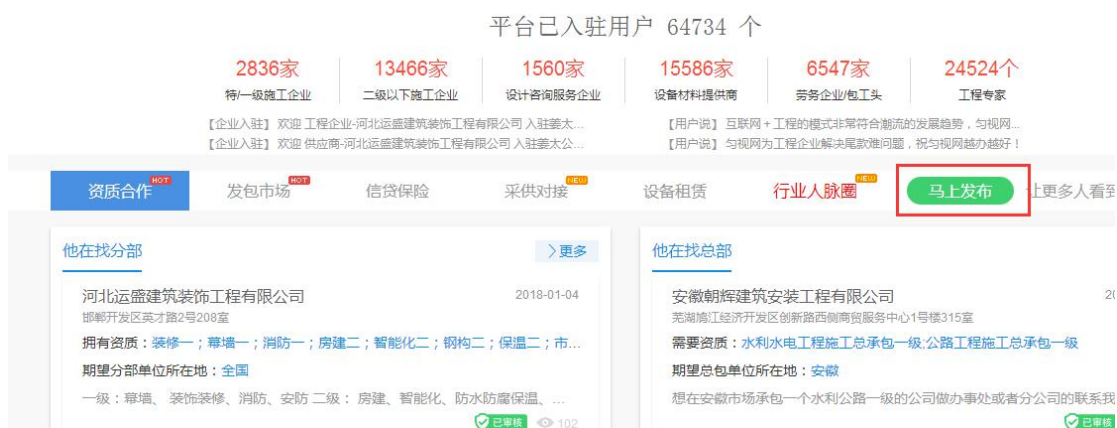 平台已入驻用户 64734 个
2836家 13466家 1560家 15586家 6547家 24524个
特/一级施工企业 二级以下施工企业 设计咨询服务企业 设备材料提供商 劳务企业/包工头 工程专家
【企业入驻】欢迎 工程企业-河北运盛建筑装饰工程有限公司 入驻姜太... 【用户说】互联网+工程的模式非常符合潮流的发展趋势，匀视网...
【企业入驻】欢迎 供应商-河北运盛建筑装饰工程有限公司 入驻姜太公... 【用户说】匀视网为工程企业解决尾款难问题，祝匀视网越办越好！
HOT HOT NEW NEW
资质合作 发包市场 信贷保险 采供对接 设备租赁 行业人脉圈 马上发布 让更多人看到
他在找分部 〉更多 他在找总部
河北运盛建筑装饰工程有限公司 2018-01-04 安徽朝辉建筑安装工程有限公司 20
邯郸开发区英才路2号208室 芜湖鸠江经济开发区创新路西侧商贸服务中心1号楼315室
拥有资质：装修一；幕墙一；消防一；房建二；智能化二；钢构二；保温二；市... 需要资质：水利水电工程施工总承包一级;公路工程施工总承包一级
期望分部单位所在地：全国 期望总包单位所在地：安徽
一级：幕墙、 装饰装修、消防、安防 二级： 房建、智能化、防水防腐保温、... 想在安徽市场承包一个水利公路一级的公司做办事处或者分公司的联系我
已审核 102 已审核